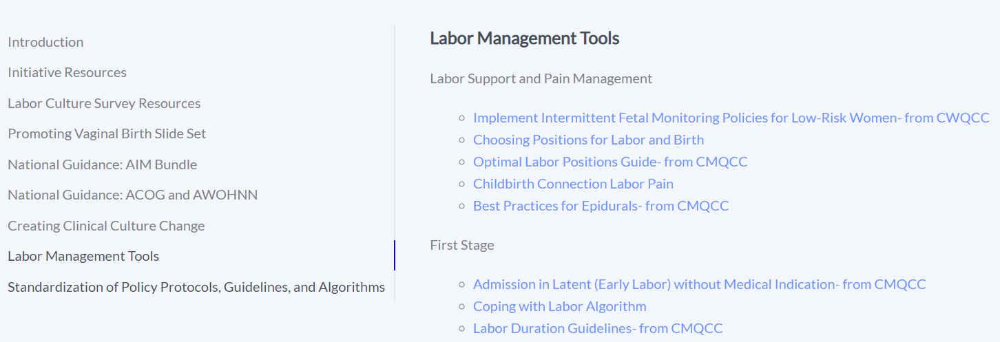 Introduction
Initiative Resources
Labor Culture Survey Resources
Promoting Vaginal Birth Slide Set
National Guidance: AIM Bundle
National Guidance: ACOG and AWOHNN
Creating Clinical Culture Change
Labor Management Tools
Standardization of Policy Protocols, Guidelines, and Algorithms
Labor Management Tools
Labor Support and Pain Management
Implement Intermittent Fetal Monitoring Policies for Low-Risk Women- from CWQCC
Choosing Positions for Labor and Birth
Optimal Labor Positions Guide- from CMQCC
Childbirth Connection Labor Pain
Best Practices for Epidurals- from CMQCC
First Stage
Admission in Latent (Early Labor) without Medical Indication- from CMQCC
Coping with Labor Algorithm
Labor Duration Guidelines- from CMQCC